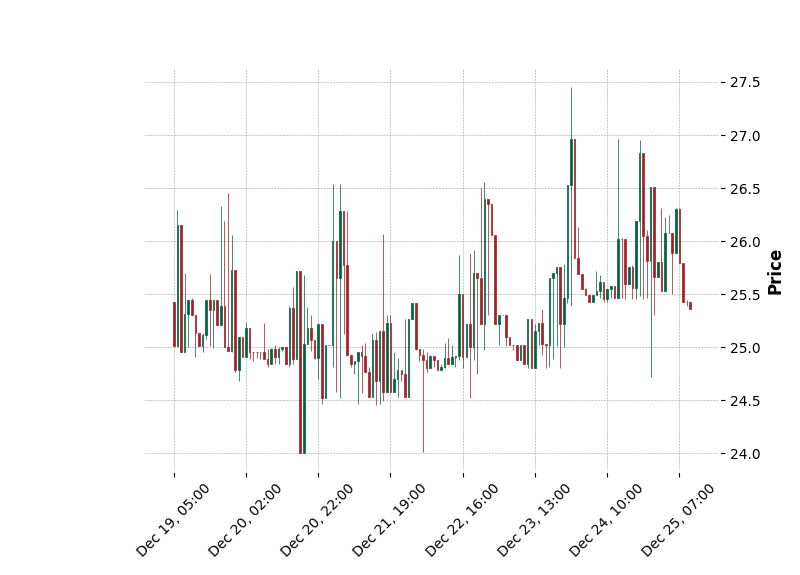 27.5
27.0
26.5
26.0
25.5
25.0
24.5
24.0
Price
Dec 19, 05:00
Dec 20, 02:00
Dec 20, 22:00
Dec 21, 19:00
Dec 22, 16:00
Dec 23, 13:00
Dec 24, 10:00
Dec 25, 07:00